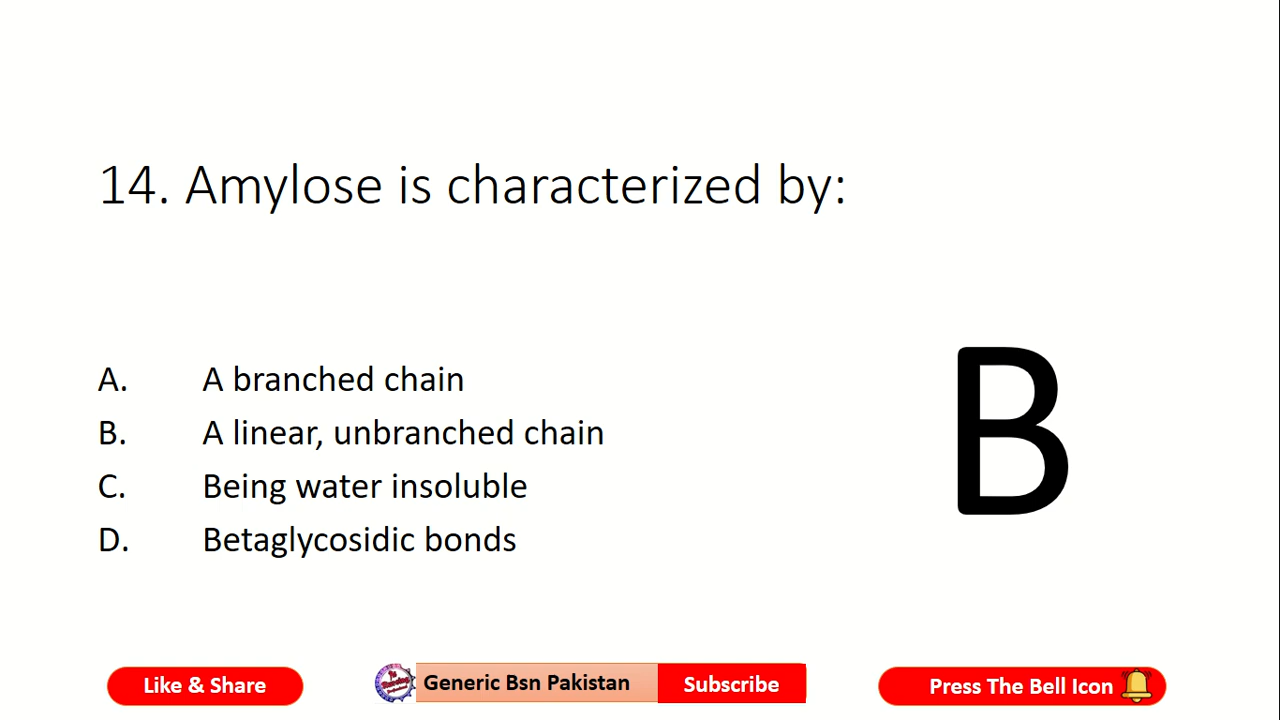 14. Amylose is characterized by:
A. A branched chain
B. A linear, unbranched chain
C. Being water insoluble
D. Betaglycosidic bonds
B
Like & Share
Generic Bsn Pakistan
Subscribe
Press The Bell Icon